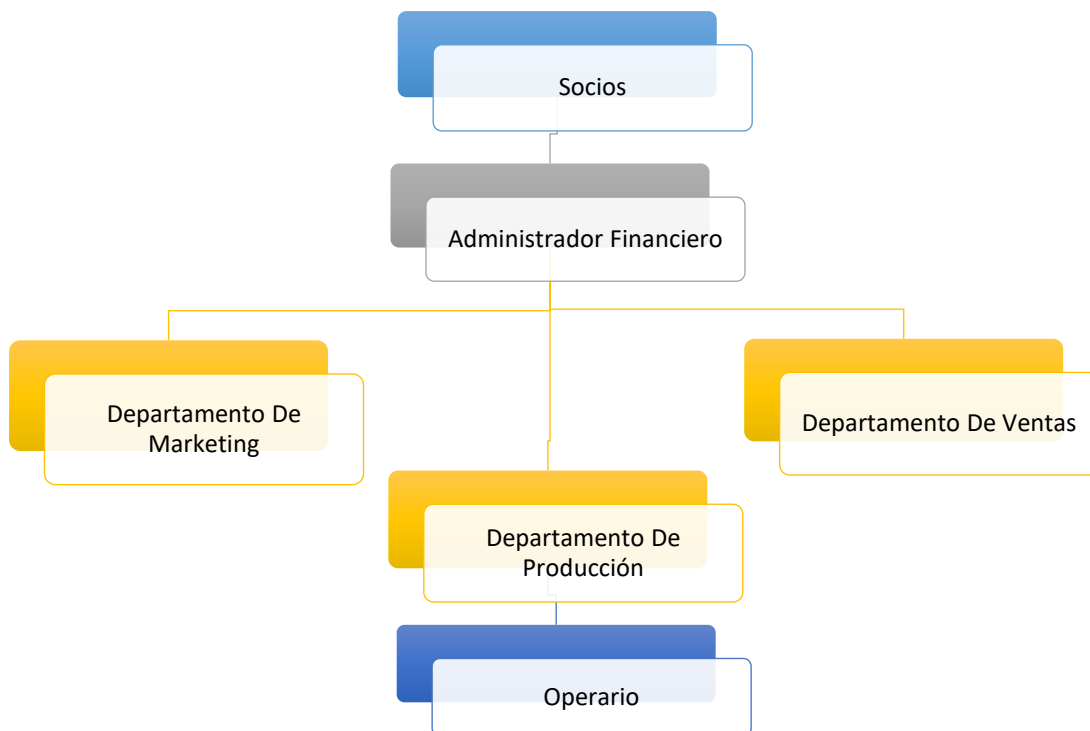 Socios
Administrador Financiero
Departamento De
Marketing
Departamento De Ventas
Departamento De
Producción
Operario